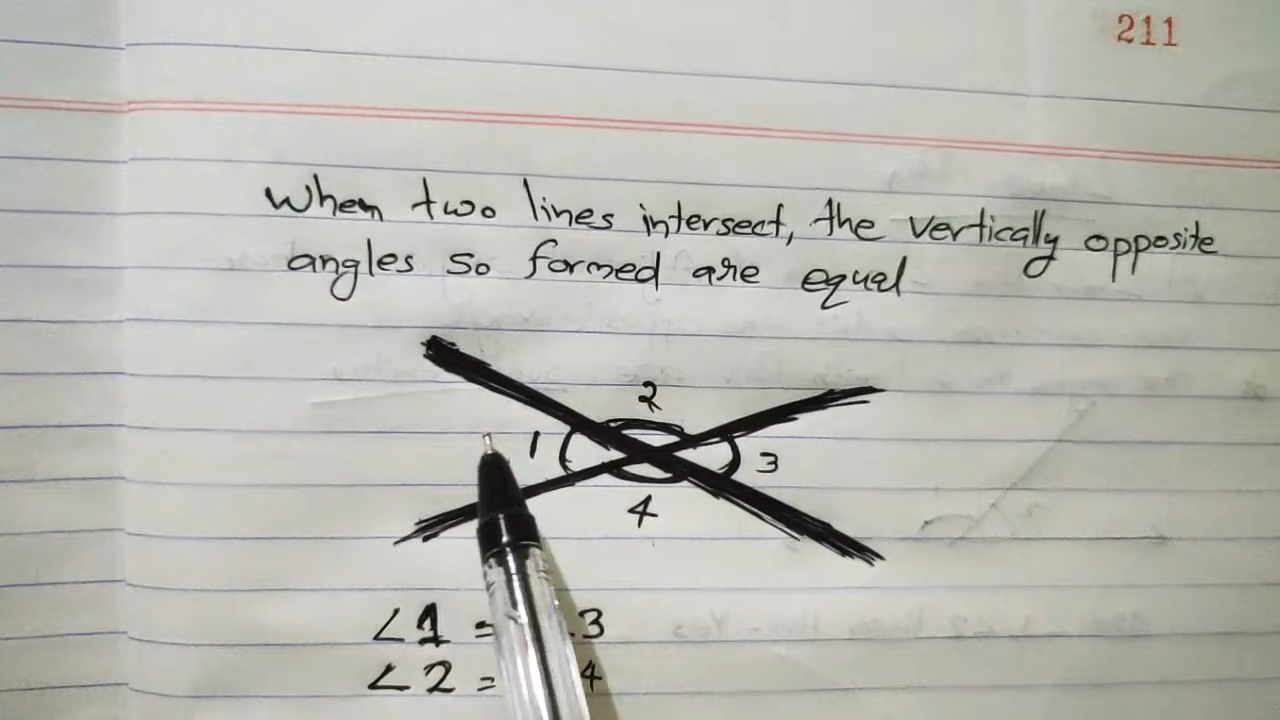 211
When two lines intersect, the vertically opposite
angles so formed are equal
2
1
3
4
∠1 = 3
∠2 = 4